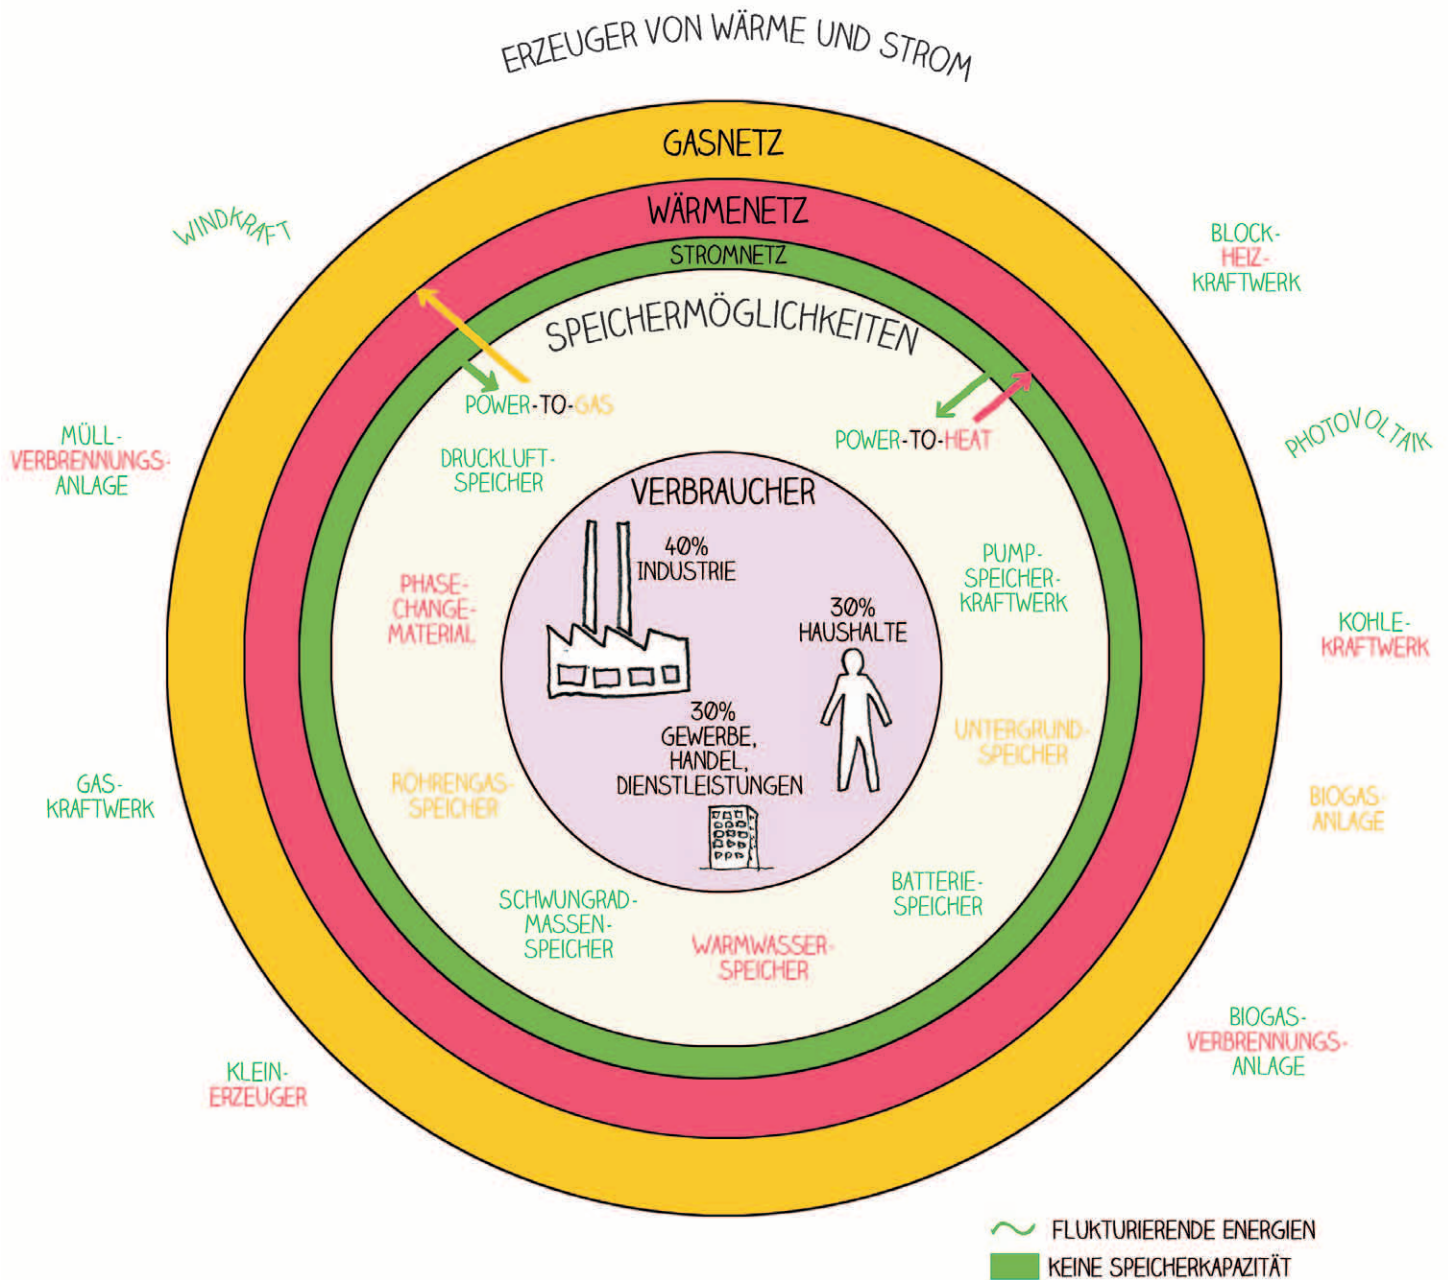 ERZEUGER VON WÄRME UND STROM
GASNETZ
WÄRMENETZ
STROMNETZ
SPEICHERMÖGLICHKEITEN
WINDKRAFT
BLOCK-
HEIZ-
KRAFTWERK
POWER-TO-GAS
POWER-TO-HEAT
MÜLL-
VERBRENNUNGS-
ANLAGE
PHOTOVOLTAIK
DRUCKLUFT-
SPEICHER
VERBRAUCHER
40%
INDUSTRIE
PUMP-
SPEICHER-
KRAFTWERK
PHASE-
CHANGE-
MATERIAL
30%
HAUSHALTE
KOHLE-
KRAFTWERK
30%
GEWERBE,
HANDEL,
DIENSTLEISTUNGEN
UNTERGRUND-
SPEICHER
GAS-
KRAFTWERK
RÖHRENGAS-
SPEICHER
BIOGAS-
ANLAGE
SCHWUNGRAD-
MASSEN-
SPEICHER
BATTERIE-
SPEICHER
WARMWASSER-
SPEICHER
BIOGAS-
VERBRENNUNGS-
ANLAGE
KLEIN-
ERZEUGER
FLUKTURIERENDE ENERGIEN
KEINE SPEICHERKAPAZITÄT